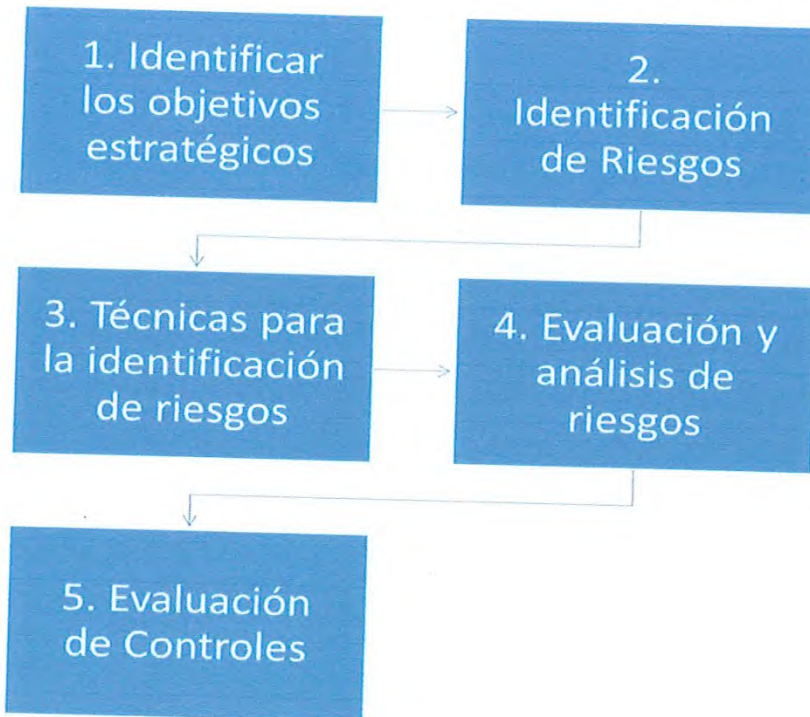 1. Identificar
los objetivos
estratégicos
2.
Identificación
de Riesgos
3. Técnicas para
la identificación
de riesgos
4. Evaluación y
análisis de
riesgos
5. Evaluación
de Controles